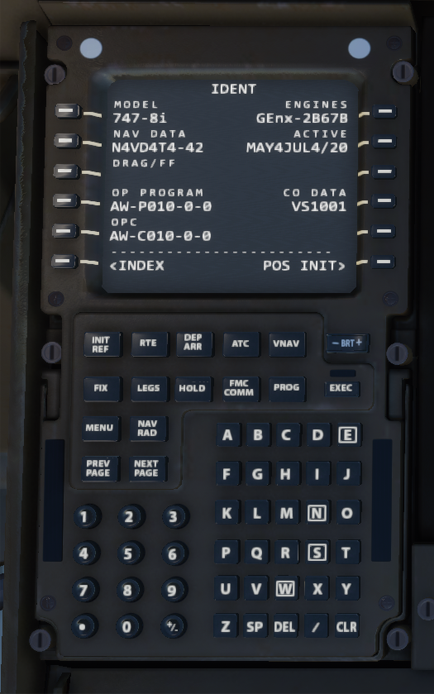 IDENT
MODEL ENGINES
747-8i GEnx-2B67B
NAV DATA ACTIVE
N4VD4T4-42 MAY4JUL4/20
DRAG/FF
OP PROGRAM CO DATA
AW-P010-0-0 VS1001
OPC
AW-C010-0-0
--------------------------
<INDEX POS INIT>
INIT REF RTE DEP ARR ATC VNAV - BRT +
FIX LEGS HOLD FMC COMM PROG EXEC
MENU NAV RAD
PREV PAGE NEXT PAGE
A B C D E
F G H I J
K L M N O
P Q R S T
U V W X Y
Z SP DEL / CLR
1 2 3
4 5 6
7 8 9
. 0 +/-